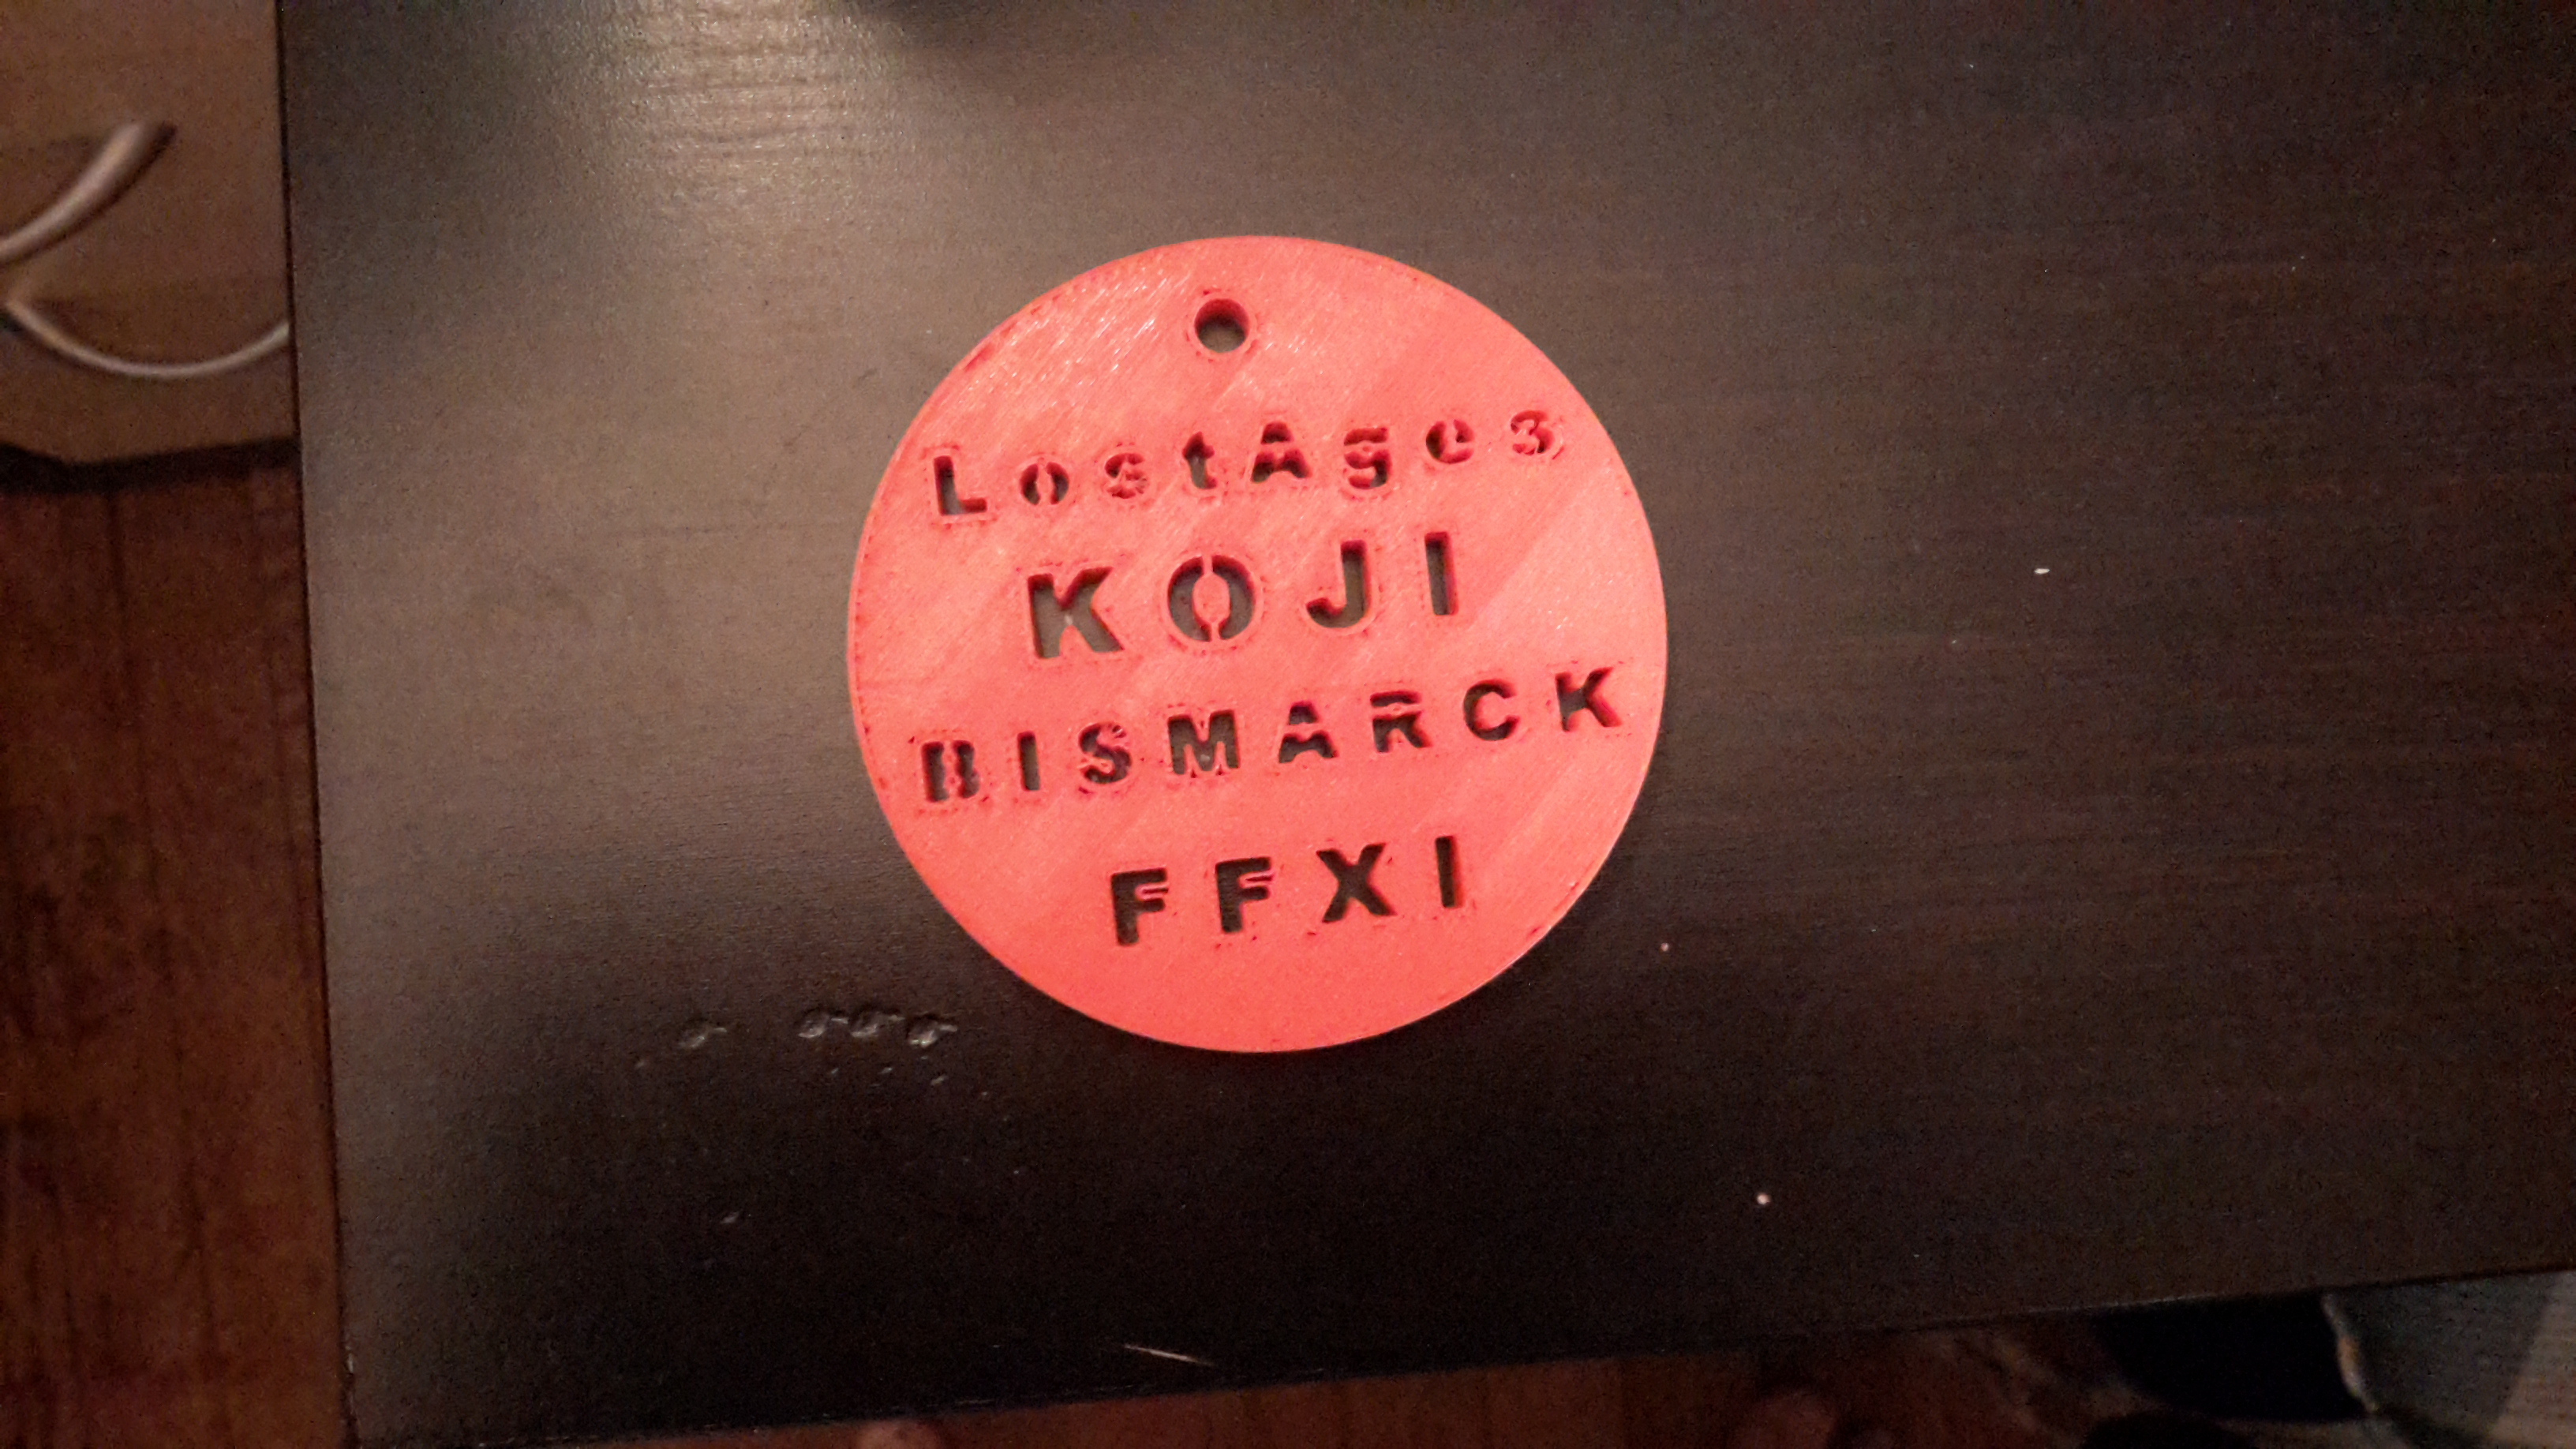 LostAges
KOJI
BISMARCK
FFXI